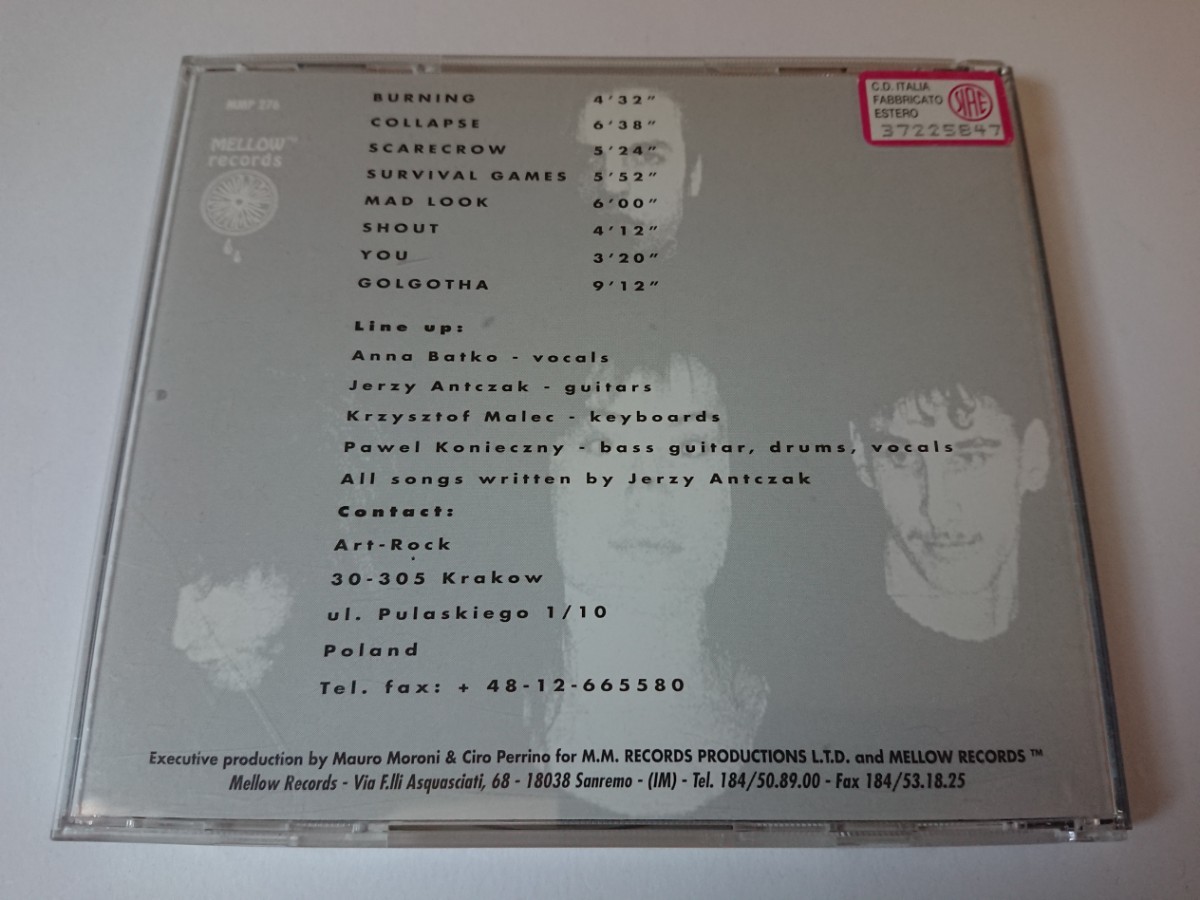 MMP 276
MELLOW™
records
C.D. ITALIA
FABBRICATO
ESTERO
SIAE
37225847
BURNING 4'32"
COLLAPSE 6'38"
SCARECROW 5'24"
SURVIVAL GAMES 5'52"
MAD LOOK 6'00"
SHOUT 4'12"
YOU 3'20"
GOLGOTHA 9'12"
Line up:
Anna Batko - vocals
Jerzy Antczak - guitars
Krzysztof Malec - keyboards
Pawel Konieczny - bass guitar, drums, vocals
All songs written by Jerzy Antczak
Contact:
Art-Rock
30-305 Krakow
ul. Pulaskiego 1/10
Poland
Tel. fax: + 48-12-665580
Executive production by Mauro Moroni & Ciro Perrino for M.M. RECORDS PRODUCTIONS L.T.D. and MELLOW RECORDS ™
Mellow Records - Via F.lli Asquasciati, 68 - 18038 Sanremo - (IM) - Tel. 184/50.89.00 - Fax 184/53.18.25